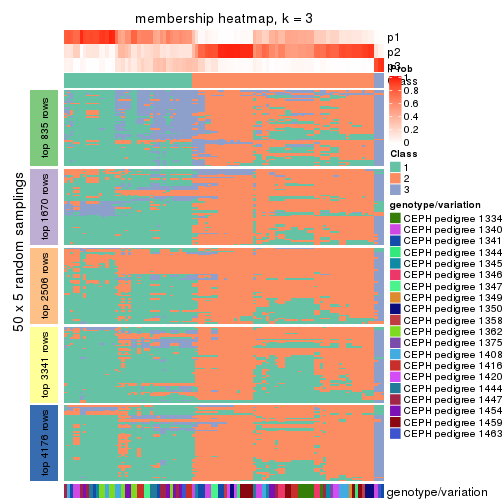 membership heatmap, k = 3
p1
p2
p3
Class
Prob
1
0.8
0.6
0.4
0.2
0
Class
1
2
3
genotype/variation
CEPH pedigree 1334
CEPH pedigree 1340
CEPH pedigree 1341
CEPH pedigree 1344
CEPH pedigree 1345
CEPH pedigree 1346
CEPH pedigree 1347
CEPH pedigree 1349
CEPH pedigree 1350
CEPH pedigree 1358
CEPH pedigree 1362
CEPH pedigree 1375
CEPH pedigree 1408
CEPH pedigree 1416
CEPH pedigree 1420
CEPH pedigree 1444
CEPH pedigree 1447
CEPH pedigree 1454
CEPH pedigree 1459
CEPH pedigree 1463
50 x 5 random samplings
top 835 rows
top 1670 rows
top 2506 rows
top 3341 rows
top 4176 rows
genotype/variation